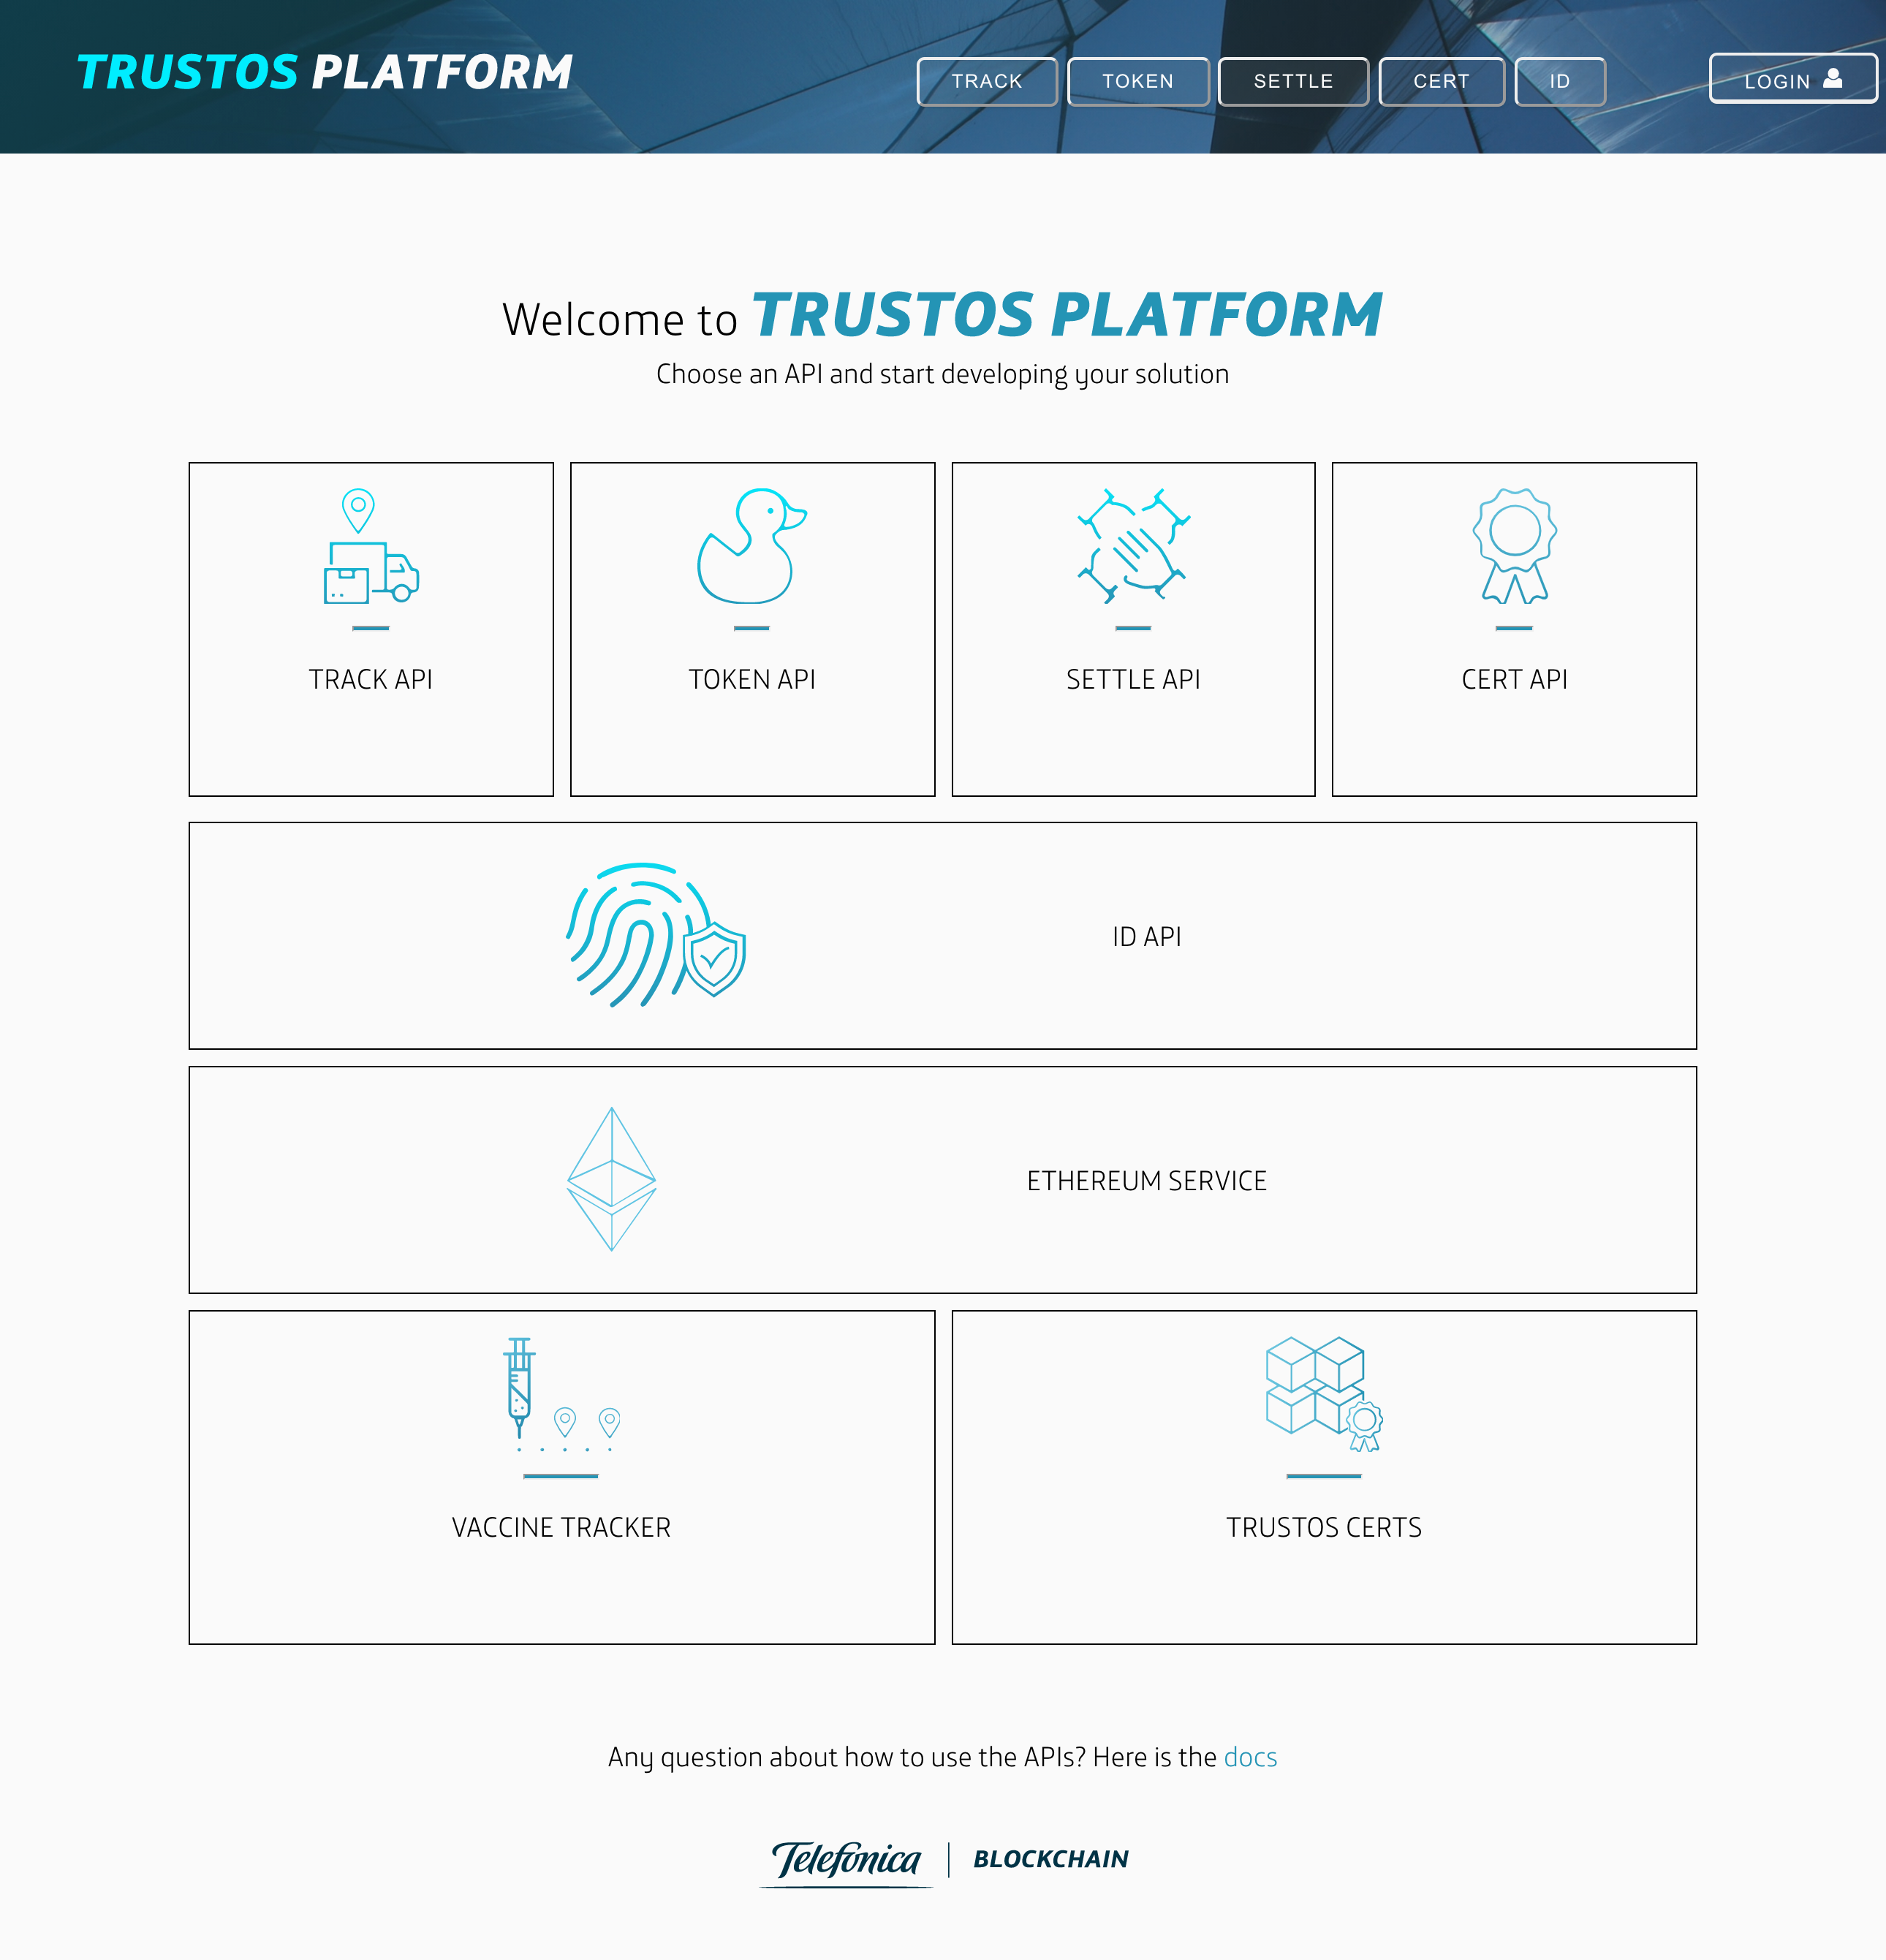 TRUSTOS PLATFORM
TRACK
TOKEN
SETTLE
CERT
ID
LOGIN
Welcome to TRUSTOS PLATFORM
Choose an API and start developing your solution
TRACK API
TOKEN API
SETTLE API
CERT API
ID API
ETHEREUM SERVICE
VACCINE TRACKER
TRUSTOS CERTS
Any question about how to use the APIs? Here is the docs
Telefónica BLOCKCHAIN